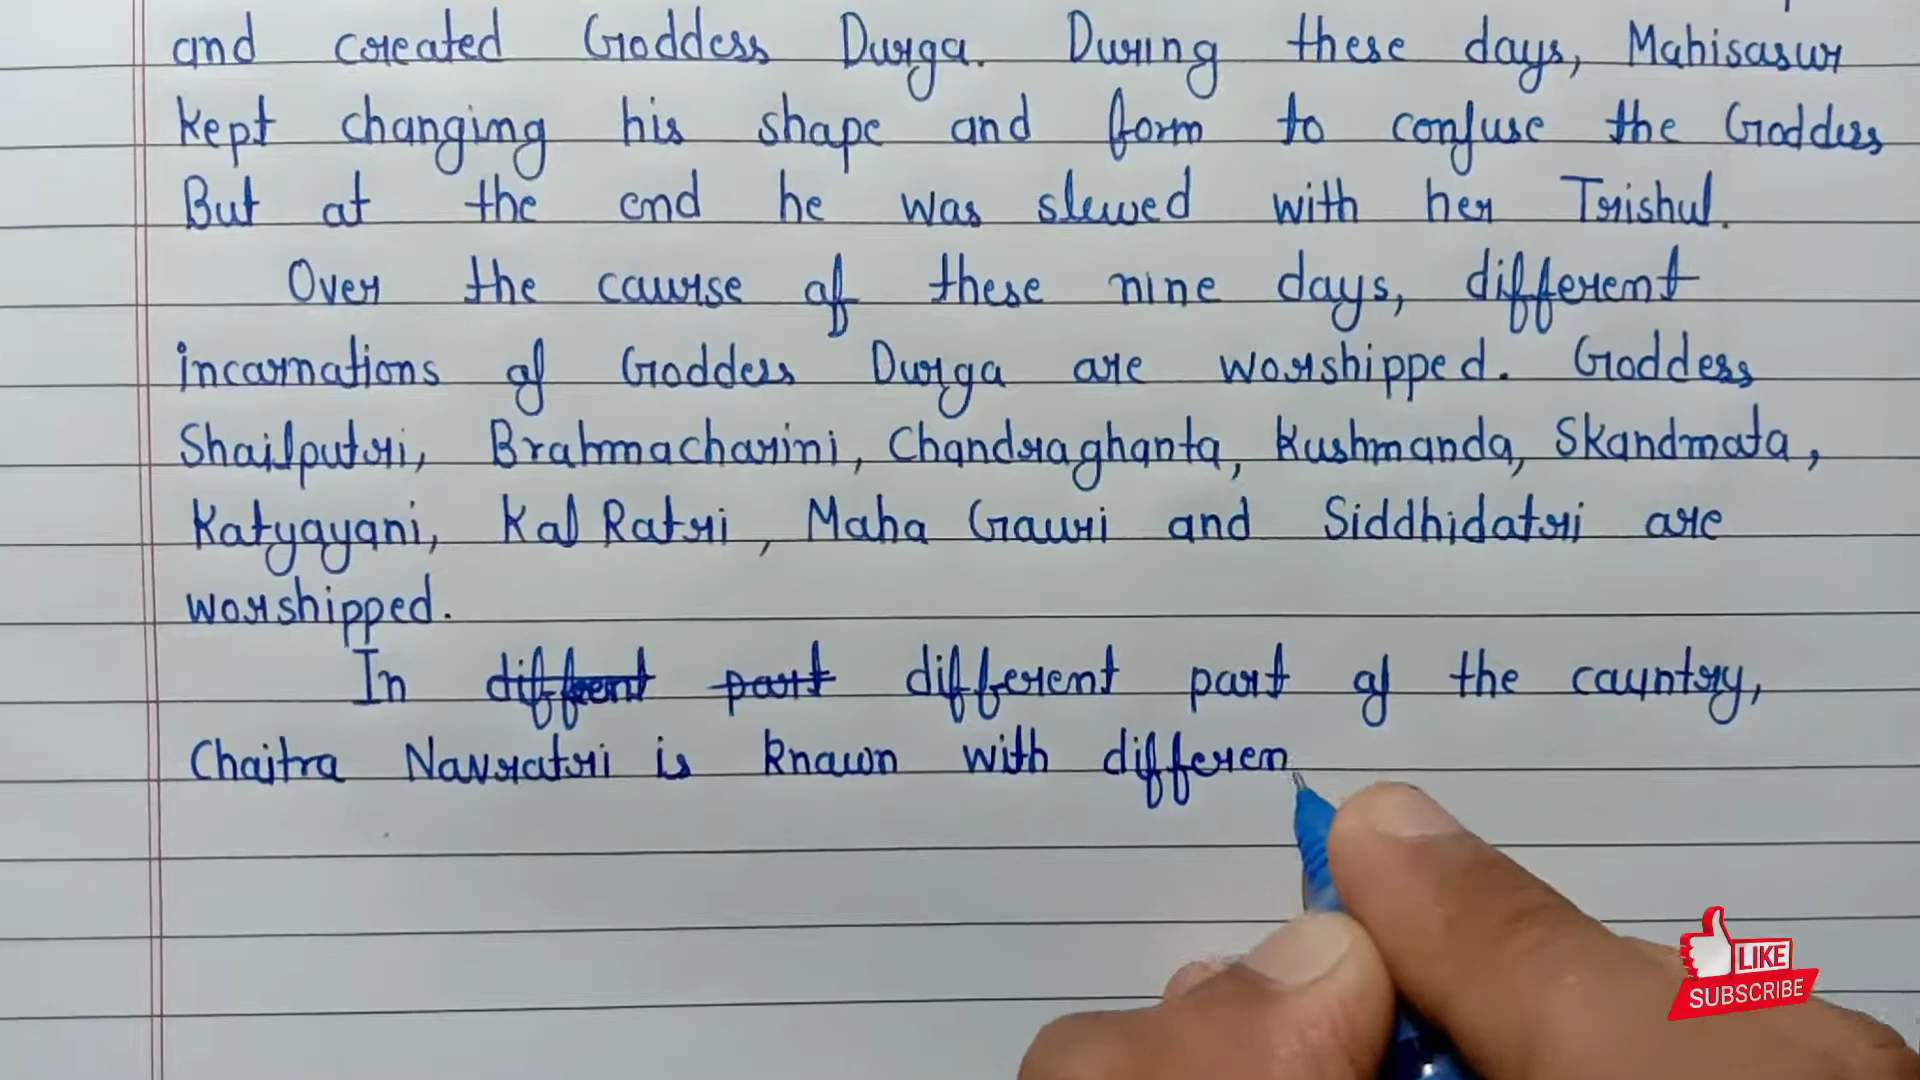 and created Goddess Durga. During these days, Mahisasur
kept changing his shape and form to confuse the Goddess
But at the end he was slewed with her Trishul.
Over the course of these nine days, different
incarnations of Goddess Durga are worshipped. Goddess
Shailputri, Brahmacharini, Chandraghanta, Kushmanda, Skandmata,
Katyayani, Kal Ratri, Maha Gauri and Siddhidatri are
worshipped.
In different part different part of the country,
Chaitra Navratri is known with differen
LIKE
SUBSCRIBE